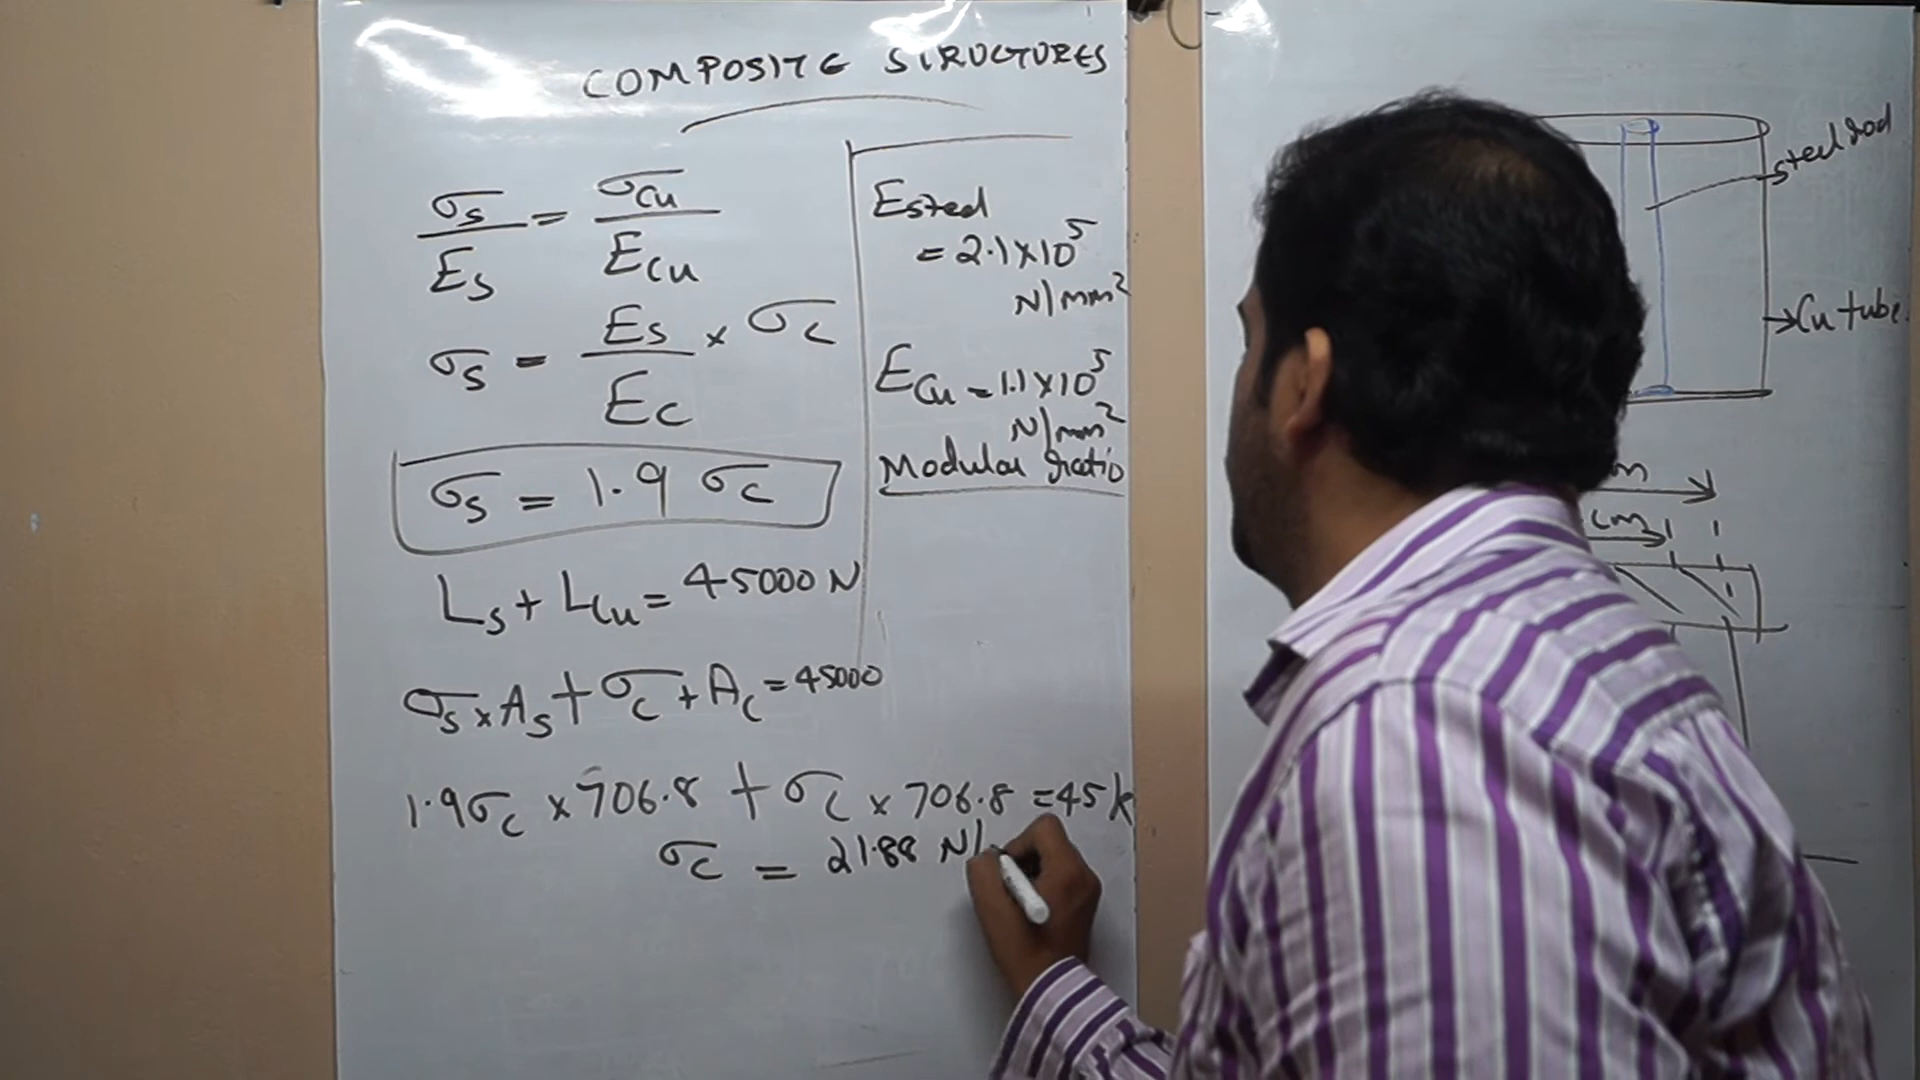 COMPOSITE STRUCTURES
σs/Es = σcu/Ecu
σs = Es/Ec × σc
σs = 1.9 σc
Ls + Lcu = 45000 N
σs × As + σc + Ac = 45000
1.9σc × 706.8 + σc × 706.8 = 45k
σc = 21.88 N/
Esteel
= 2.1×10⁵
N/mm²
Ecu = 1.1×10⁵
N/mm²
Modular ratio
steel rod
Cu tube.
cm